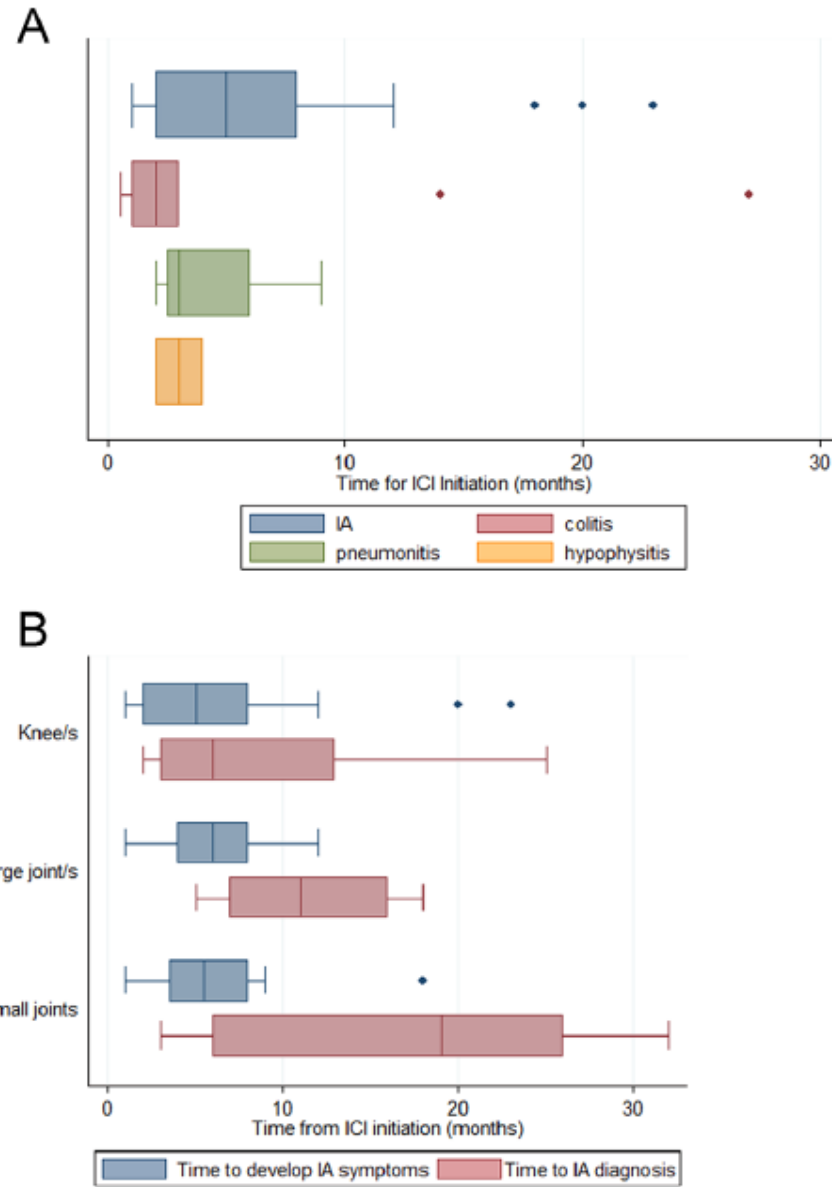 A
0 10 20 30
Time for ICI Initiation (months)
IA colitis
pneumonitis hypophysitis
B
Knee/s
rge joint/s
mall joints
0 10 20 30
Time from ICI initiation (months)
Time to develop IA symptoms Time to IA diagnosis